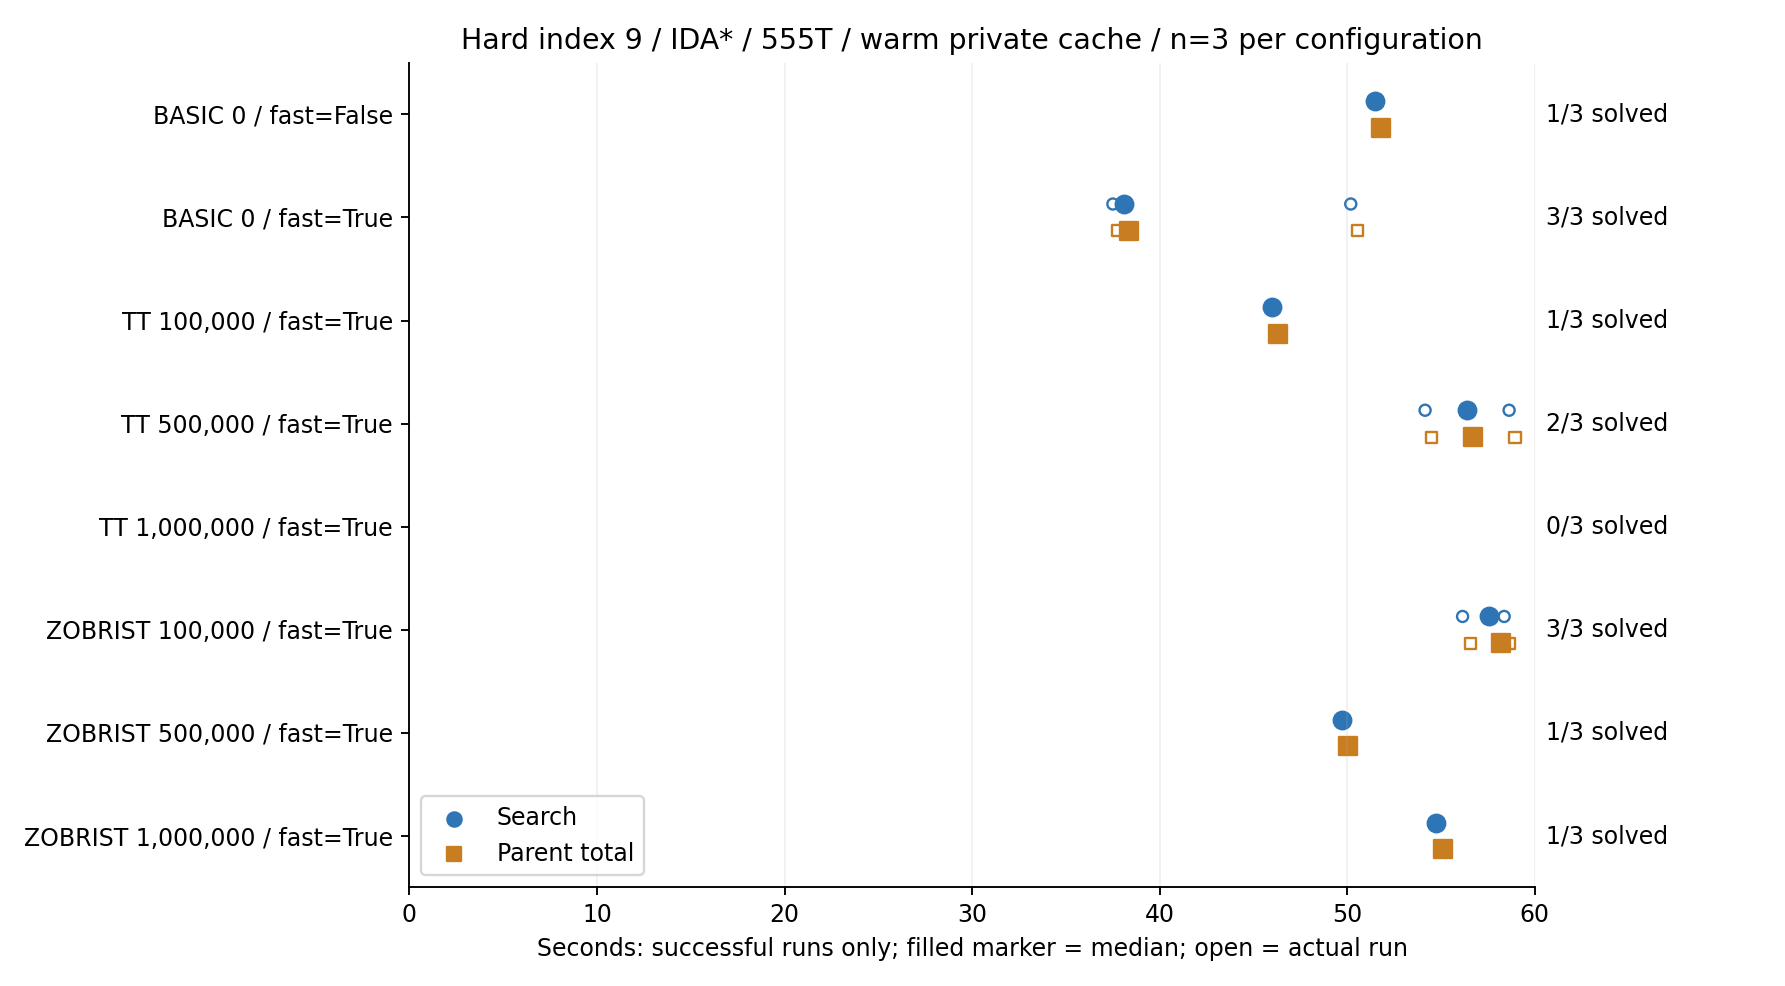 Hard index 9 / IDA* / 555T / warm private cache / n=3 per configuration
BASIC 0 / fast=False
1/3 solved
BASIC 0 / fast=True
3/3 solved
TT 100,000 / fast=True
1/3 solved
TT 500,000 / fast=True
2/3 solved
TT 1,000,000 / fast=True
0/3 solved
ZOBRIST 100,000 / fast=True
3/3 solved
ZOBRIST 500,000 / fast=True
1/3 solved
ZOBRIST 1,000,000 / fast=True
1/3 solved
Search
Parent total
0 10 20 30 40 50 60
Seconds: successful runs only; filled marker = median; open = actual run